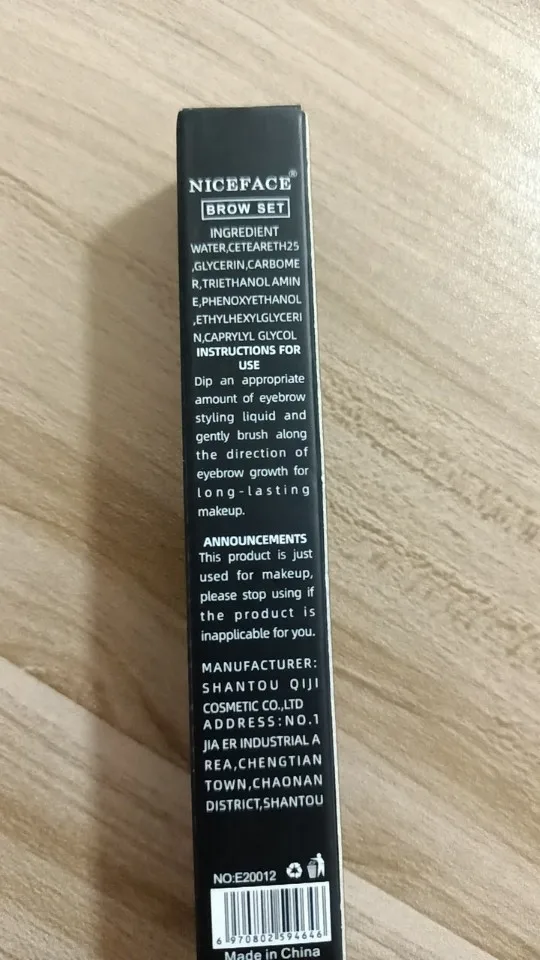 NICEFACE®
BROW SET
INGREDIENT
WATER,CETEARETH25
,GLYCERIN,CARBOME
R,TRIETHANOLAMIN
E,PHENOXYETHANOL
,ETHYLHEXYLGLYCERI
N,CAPRYLYL GLYCOL
INSTRUCTIONS FOR
USE
Dip an appropriate
amount of eyebrow
styling liquid and
gently brush along
the direction of
eyebrow growth for
long-lasting
makeup.
ANNOUNCEMENTS
This product is just
used for makeup,
please stop using if
the product is
inapplicable for you.
MANUFACTURER:
SHANTOU QIJI
COSMETIC CO.,LTD
ADDRESS:NO.1
JIA ER INDUSTRIAL A
REA,CHENGTIAN
TOWN,CHAONAN
DISTRICT,SHANTOU
NO:E20012
6 970802 594646
Made in China